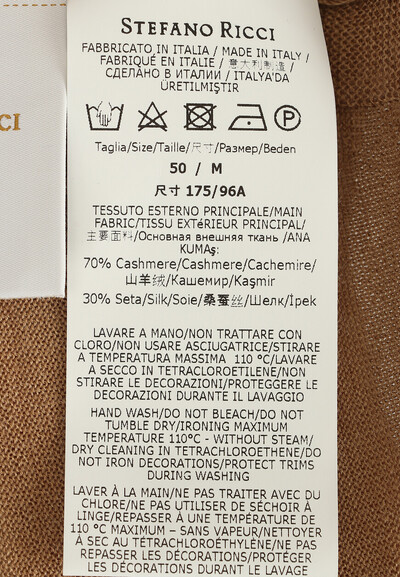 CI
STEFANO RICCI
FABBRICATO IN ITALIA / MADE IN ITALY /
FABRIQUÉ EN ITALIE / 意大利制造 /
СДЕЛАНО В ИТАЛИИ / ITALYA'DA
ÜRETILMIŞTIR
P
Taglia/Size/Taille/尺寸/Размер/Beden
50 / M
尺寸 175/96A
TESSUTO ESTERNO PRINCIPALE/MAIN
FABRIC/TISSU EXTéRIEUR PRINCIPAL/
主要面料/Основная внешняя ткань /ANA
KUMAş:
70% Cashmere/Cashmere/Cachemire/
山羊绒/Кашемир/Kaşmir
30% Seta/Silk/Soie/桑蚕丝/Шелк/İpek
LAVARE A MANO/NON TRATTARE CON
CLORO/NON USARE ASCIUGATRICE/STIRARE
A TEMPERATURA MASSIMA 110 °C/LAVARE
A SECCO IN TETRACLOROETILENE/NON
STIRARE LE DECORAZIONI/PROTEGGERE LE
DECORAZIONI DURANTE IL LAVAGGIO
HAND WASH/DO NOT BLEACH/DO NOT
TUMBLE DRY/IRONING MAXIMUM
TEMPERATURE 110°C - WITHOUT STEAM/
DRY CLEANING IN TETRACHLOROETHENE/DO
NOT IRON DECORATIONS/PROTECT TRIMS
DURING WASHING
LAVER À LA MAIN/NE PAS TRAITER AVEC DU
CHLORE/NE PAS UTILISER DE SÉCHOIR À
LINGE/REPASSER À UNE TEMPÉRATURE DE
110 °C MAXIMUM – SANS VAPEUR/NETTOYER
À SEC AU TÉTRACHLOROÉTHYLÈNE/NE PAS
REPASSER LES DÉCORATIONS/PROTÉGER
LES DÉCORATIONS DURANT LE LAVAGE